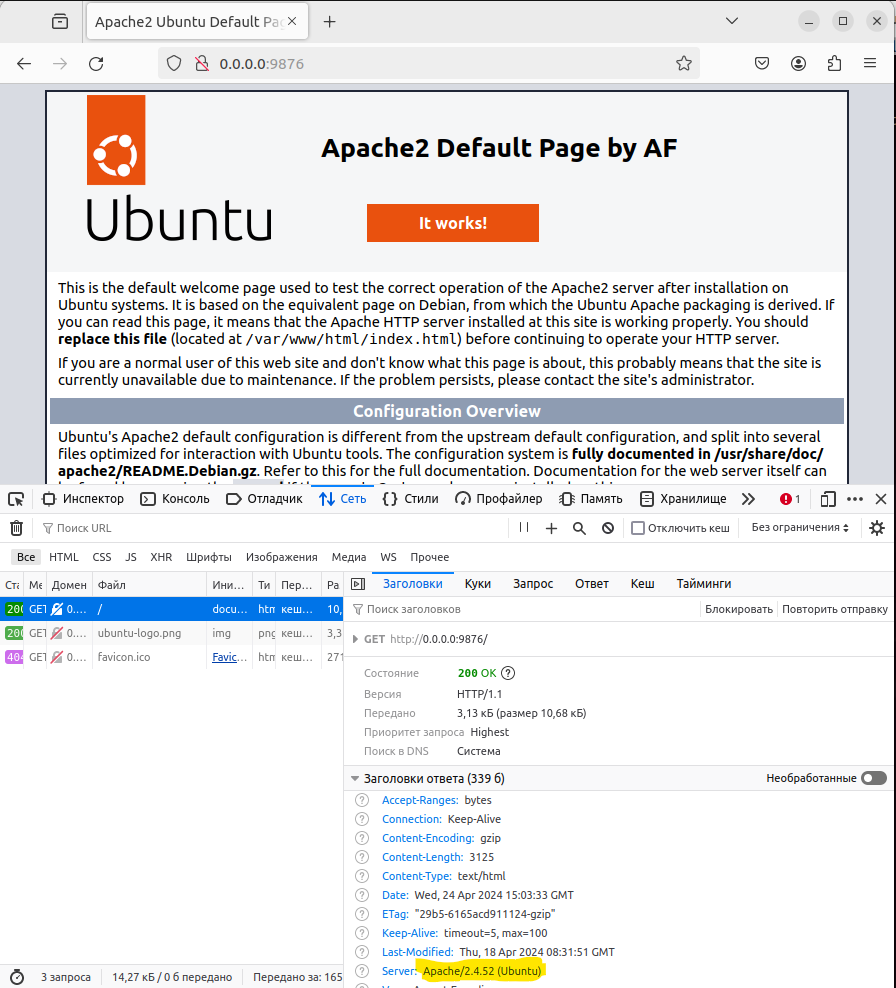 Apache2 Ubuntu Default Pa
0.0.0.0:9876
Ubuntu
Apache2 Default Page by AF
It works!
This is the default welcome page used to test the correct operation of the Apache2 server after installation on
Ubuntu systems. It is based on the equivalent page on Debian, from which the Ubuntu Apache packaging is derived. If
you can read this page, it means that the Apache HTTP server installed at this site is working properly. You should
replace this file (located at /var/www/html/index.html) before continuing to operate your HTTP server.
If you are a normal user of this web site and don't know what this page is about, this probably means that the site is
currently unavailable due to maintenance. If the problem persists, please contact the site's administrator.
Configuration Overview
Ubuntu's Apache2 default configuration is different from the upstream default configuration, and split into several
files optimized for interaction with Ubuntu tools. The configuration system is fully documented in /usr/share/doc/
apache2/README.Debian.gz. Refer to this for the full documentation. Documentation for the web server itself can
Инспектор Консоль Отладчик Сеть Стили Профайлер Память Хранилище 1
Поиск URL Отключить кеш Без ограничения
Все HTML CSS JS XHR Шрифты Изображения Медиа WS Прочее
Ст Ме Домен Файл Ини… Ти Пер… Ра
200 GET 0.… / docu… htm кеш… 10,
200 GET 0.… ubuntu-logo.png img png кеш… 3,3
404 GET 0.… favicon.ico Favic… htm кеш… 271
3 запроса 14,27 кБ / 0 б передано Передано за: 165
Заголовки Куки Запрос Ответ Кеш Тайминги
Поиск заголовков Блокировать Повторить отправку
GET http://0.0.0.0:9876/
Состояние 200 OK ?
Версия HTTP/1.1
Передано 3,13 кБ (размер 10,68 кБ)
Приоритет запроса Highest
Поиск в DNS Система
Заголовки ответа (339 б) Необработанные
? Accept-Ranges: bytes
? Connection: Keep-Alive
? Content-Encoding: gzip
? Content-Length: 3125
? Content-Type: text/html
? Date: Wed, 24 Apr 2024 15:03:33 GMT
? ETag: "29b5-6165acd911124-gzip"
? Keep-Alive: timeout=5, max=100
? Last-Modified: Thu, 18 Apr 2024 08:31:51 GMT
? Server: Apache/2.4.52 (Ubuntu)